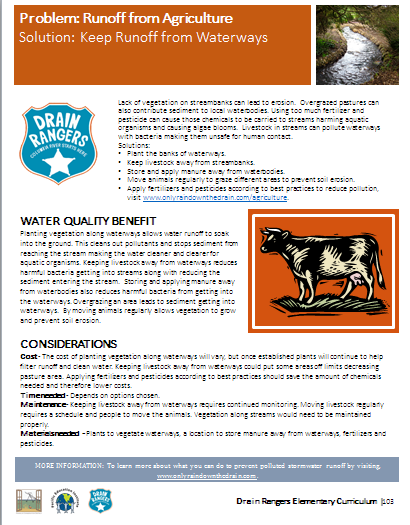 Problem: Runoff from Agriculture
Solution: Keep Runoff from Waterways
DRAIN
RANGERS
COLUMBIA RIVER STARTS HERE
Lack of vegetation on streambanks can lead to erosion. Overgrazed pastures can
also contribute sediment to local waterbodies. Using too much fertilizer and
pesticide can cause those chemicals to be carried to streams harming aquatic
organisms and causing algae blooms. Livestock in streams can pollute waterways
with bacteria making them unsafe for human contact.
Solutions:
• Plant the banks of waterways.
• Keep livestock away from streambanks.
• Store and apply manure away from waterbodies.
• Move animals regularly to graze different areas to prevent soil erosion.
• Apply fertilizers and pesticides according to best practices to reduce pollution,
visit www.onlyraindownthedrain.com/agriculture.
WATER QUALITY BENEFIT
Planting vegetation along waterways allows water runoff to soak
into the ground. This cleans out pollutants and stops sediment from
reaching the stream making the water cleaner and clearer for
aquatic organisms. Keeping livestock away from waterways reduces
harmful bacteria getting into streams along with reducing the
sediment entering the stream. Storing and applying manure away
from waterbodies also reduces harmful bacteria from getting into
the waterways. Overgrazing an area leads to sediment getting into
waterways. By moving animals regularly allows vegetation to grow
and prevent soil erosion.
CONSIDERATIONS
Cost - The cost of planting vegetation along waterways will vary, but once established plants will continue to help
filter runoff and clean water. Keeping livestock away from waterways could put some areas off limits decreasing
pasture area. Applying fertilizers and pesticides according to best practices should save the amount of chemicals
needed and therefore lower costs.
Time needed - Depends on options chosen.
Maintenance - Keeping livestock away from waterways requires continued monitoring. Moving livestock regularly
requires a schedule and people to move the animals. Vegetation along streams would need to be maintained
properly.
Materials needed - Plants to vegetate waterways, a location to store manure away from waterways, fertilizers and
pesticides.
MORE INFORMATION: To learn more about what you can do to prevent polluted stormwater runoff by visiting,
www.onlyraindownthedrain.com.
DRAIN
RANGERS
Drain Rangers Elementary Curriculum |103